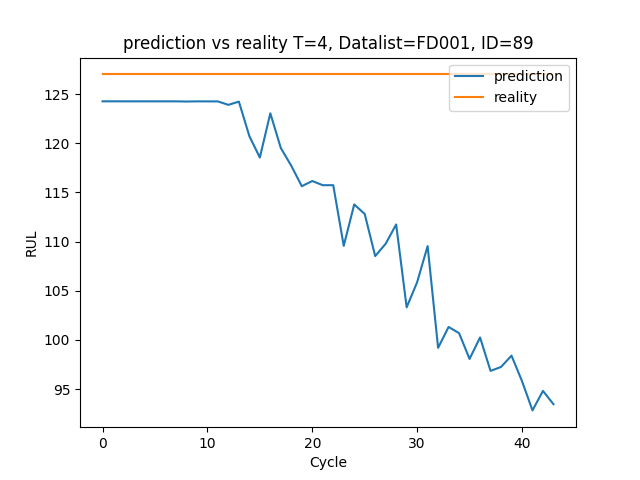 prediction vs reality T=4, Datalist=FD001, ID=89
prediction
reality
RUL
125
120
115
110
105
100
95
0 10 20 30 40
Cycle